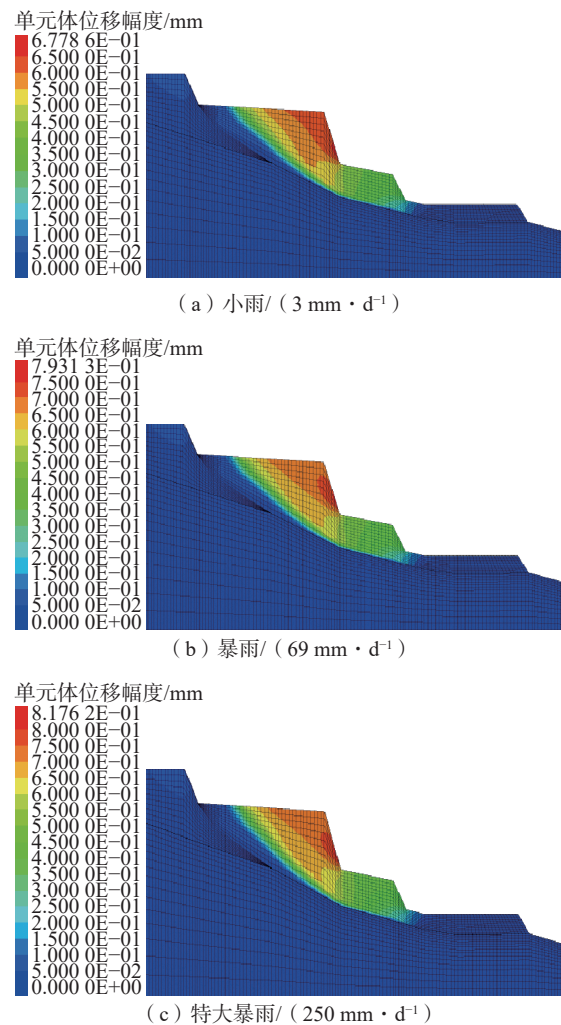 单元体位移幅度/mm
6.778 6E−01
6.500 0E−01
6.000 0E−01
5.500 0E−01
5.000 0E−01
4.500 0E−01
4.000 0E−01
3.500 0E−01
3.000 0E−01
2.500 0E−01
2.000 0E−01
1.500 0E−01
1.000 0E−01
5.000 0E−02
0.000 0E+00
（a）小雨/（3 mm·d⁻¹）
单元体位移幅度/mm
7.931 3E−01
7.500 0E−01
7.000 0E−01
6.500 0E−01
6.000 0E−01
5.500 0E−01
5.000 0E−01
4.500 0E−01
4.000 0E−01
3.500 0E−01
3.000 0E−01
2.500 0E−01
2.000 0E−01
1.500 0E−01
1.000 0E−01
5.000 0E−02
0.000 0E+00
（b）暴雨/（69 mm·d⁻¹）
单元体位移幅度/mm
8.176 2E−01
8.000 0E−01
7.500 0E−01
7.000 0E−01
6.500 0E−01
6.000 0E−01
5.500 0E−01
5.000 0E−01
4.500 0E−01
4.000 0E−01
3.500 0E−01
3.000 0E−01
2.500 0E−01
2.000 0E−01
1.500 0E−01
1.000 0E−01
5.000 0E−02
0.000 0E+00
（c）特大暴雨/（250 mm·d⁻¹）